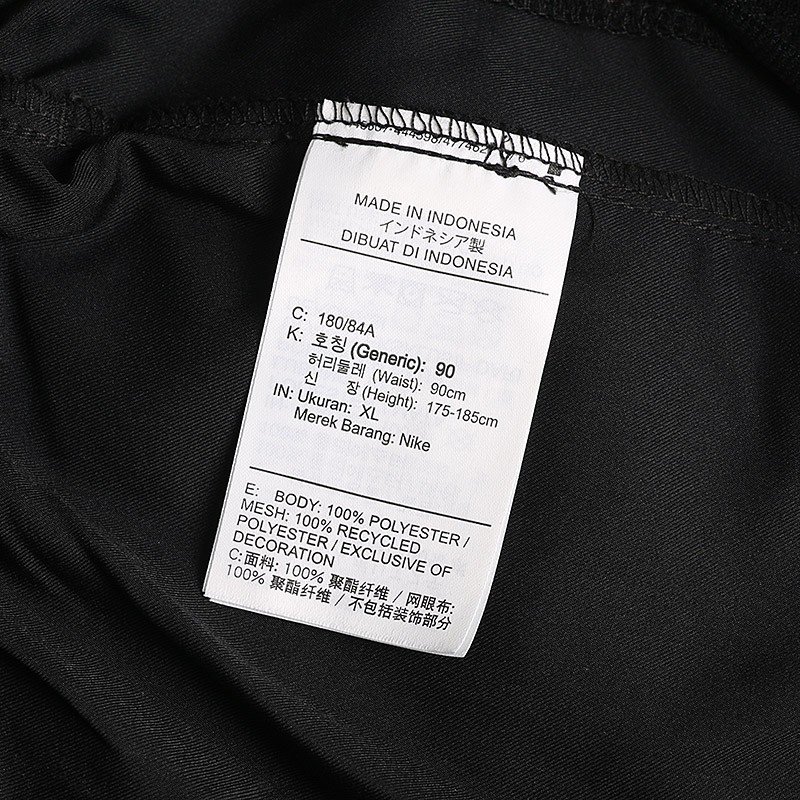 MADE IN INDONESIA
インドネシア製
DIBUAT DI INDONESIA
C: 180/84A
K: 호칭 (Generic): 90
허리둘레 (Waist): 90cm
신 장 (Height): 175-185cm
IN: Ukuran: XL
Merek Barang: Nike
E: BODY: 100% POLYESTER /
MESH: 100% RECYCLED
POLYESTER / EXCLUSIVE OF
DECORATION
C: 面料: 100% 聚酯纤维 / 网眼布:
100% 聚酯纤维 / 不包括装饰部分